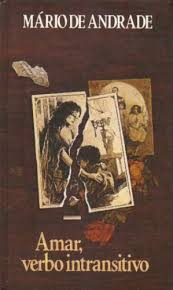 MÁRIO DE ANDRADE
Amar,
verbo intransitivo